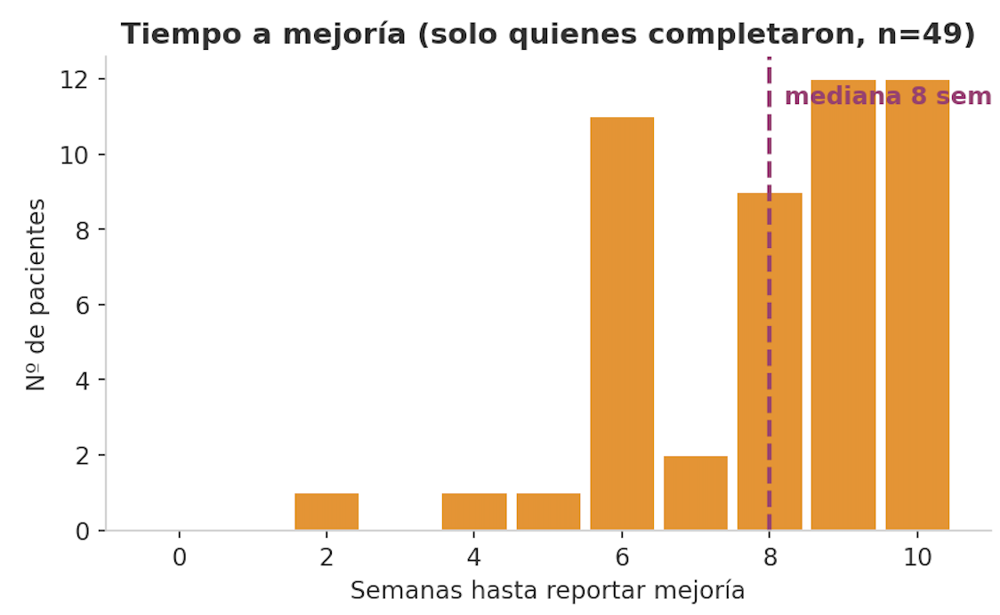 Tiempo a mejoría (solo quienes completaron, n=49)
mediana 8 sem
Nº de pacientes
12
10
8
6
4
2
0
0 2 4 6 8 10
Semanas hasta reportar mejoría